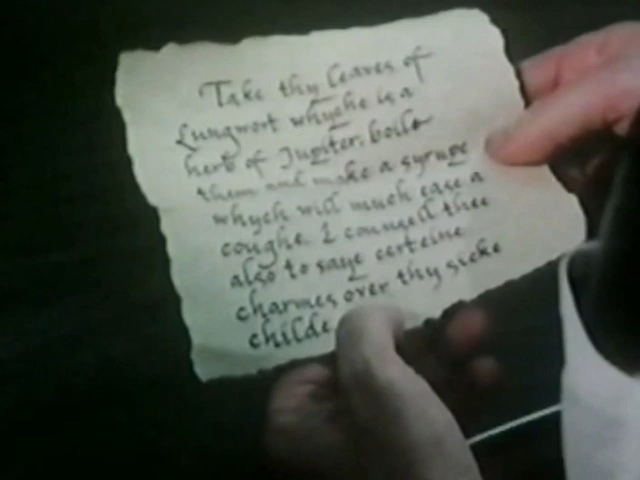 Take thy leaves of
Lungwort whyche is a
herb of Jupiter. boile
them and make a syrupe
whych will much ease a
coughe. I counsell thee
also to saye certeine
charmes over thy sicke
childe